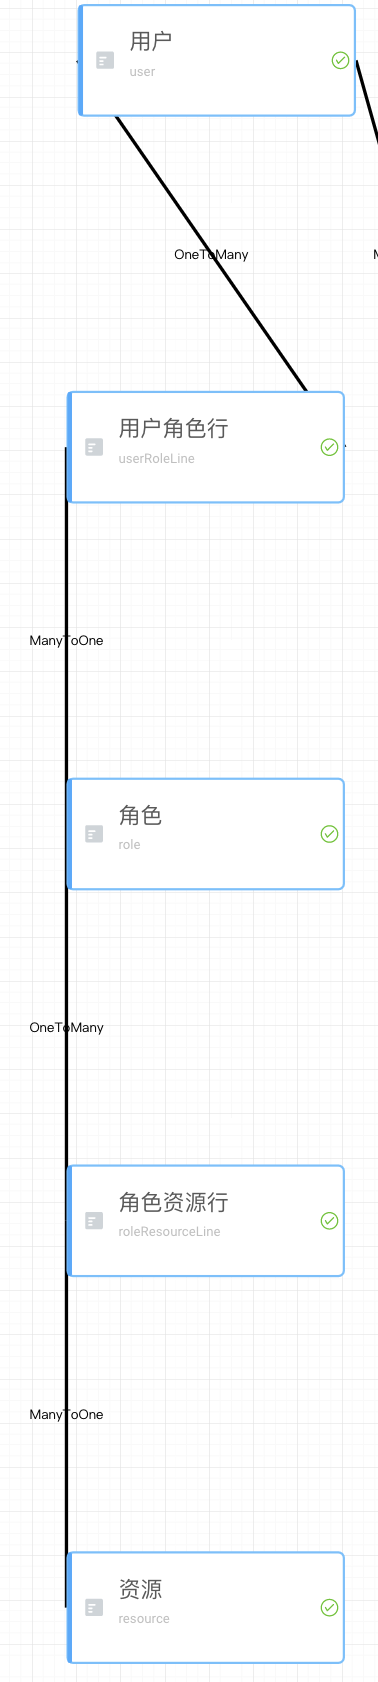 用户
user
OneToMany
M
用户角色行
userRoleLine
ManyToOne
角色
role
OneToMany
角色资源行
roleResourceLine
ManyToOne
资源
resource